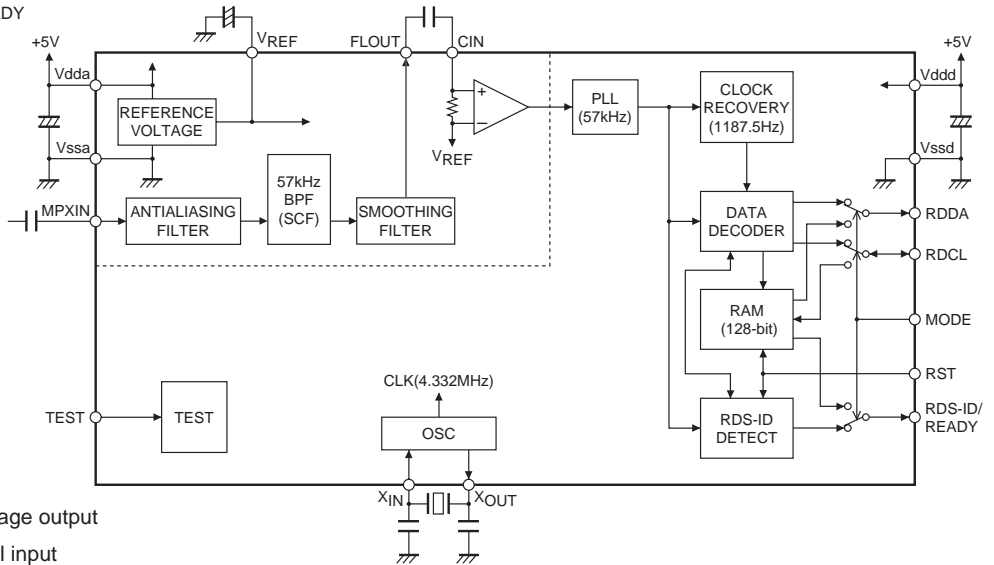 DY
+5V
VREF
FLOUT
CIN
+5V
Vdda
REFERENCE
VOLTAGE
Vssa
+
−
VREF
PLL
(57kHz)
CLOCK
RECOVERY
(1187.5Hz)
Vddd
Vssd
MPXIN
ANTIALIASING
FILTER
57kHz
BPF
(SCF)
SMOOTHING
FILTER
DATA
DECODER
RDDA
RDCL
RAM
(128-bit)
MODE
RST
CLK(4.332MHz)
TEST
TEST
OSC
RDS-ID
DETECT
RDS-ID/
READY
XIN
XOUT
age output
l input